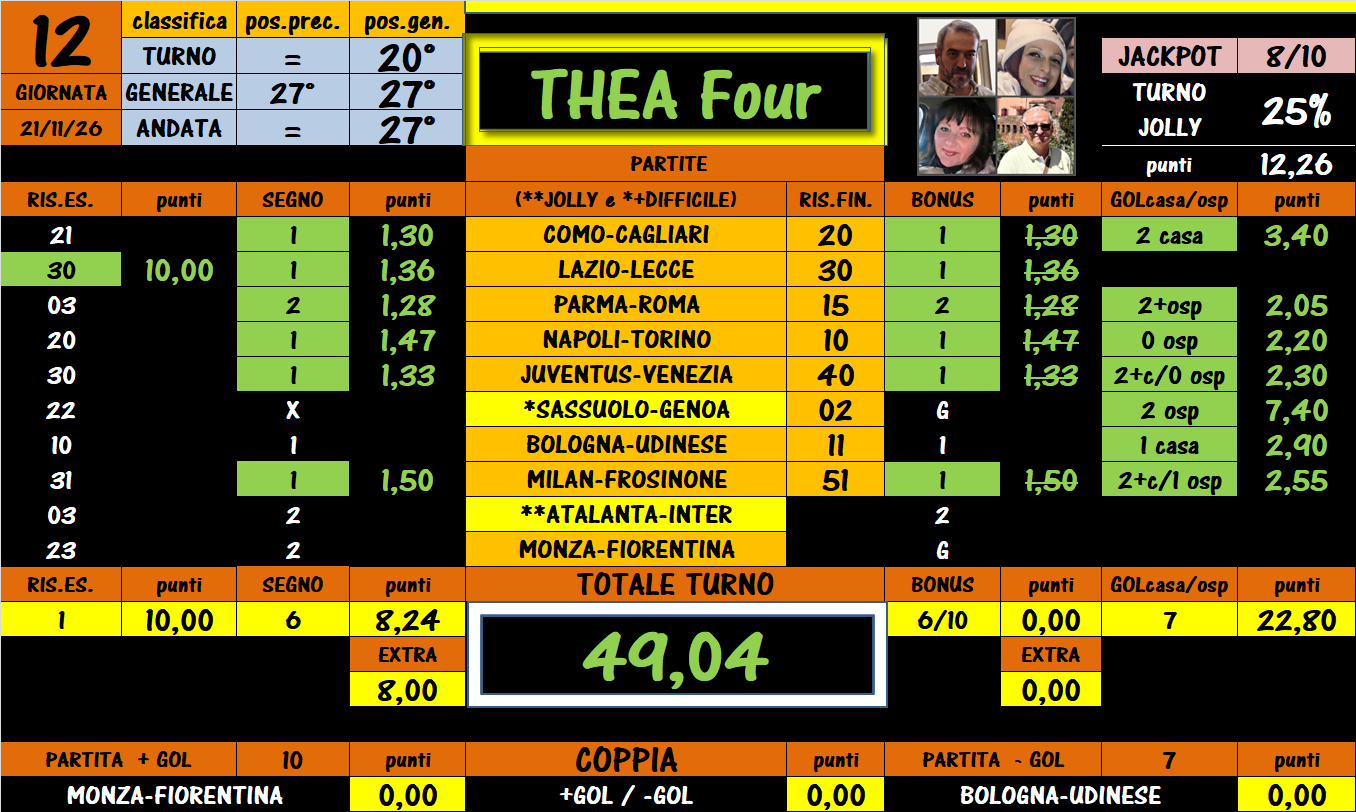 12 classifica pos.prec. pos.gen.
TURNO = 20°
GIORNATA GENERALE 27° 27°
21/11/26 ANDATA = 27°
THEA Four
JACKPOT 8/10
TURNO JOLLY 25%
punti 12,26
PARTITE
RIS.ES. punti SEGNO punti (**JOLLY e *+DIFFICILE) RIS.FIN. BONUS punti GOLcasa/osp punti
21 1 1,30 COMO-CAGLIARI 20 1 1,30 2 casa 3,40
30 10,00 1 1,36 LAZIO-LECCE 30 1 1,36
03 2 1,28 PARMA-ROMA 15 2 1,28 2+osp 2,05
20 1 1,47 NAPOLI-TORINO 10 1 1,47 0 osp 2,20
30 1 1,33 JUVENTUS-VENEZIA 40 1 1,33 2+c/0 osp 2,30
22 X *SASSUOLO-GENOA 02 G 2 osp 7,40
10 1 BOLOGNA-UDINESE 11 1 1 casa 2,90
31 1 1,50 MILAN-FROSINONE 51 1 1,50 2+c/1 osp 2,55
03 2 **ATALANTA-INTER 2
23 2 MONZA-FIORENTINA G
RIS.ES. punti SEGNO punti TOTALE TURNO BONUS punti GOLcasa/osp punti
1 10,00 6 8,24 49,04 6/10 0,00 7 22,80
EXTRA EXTRA
8,00 0,00
PARTITA + GOL 10 punti COPPIA punti PARTITA - GOL 7 punti
MONZA-FIORENTINA 0,00 +GOL / -GOL 0,00 BOLOGNA-UDINESE 0,00